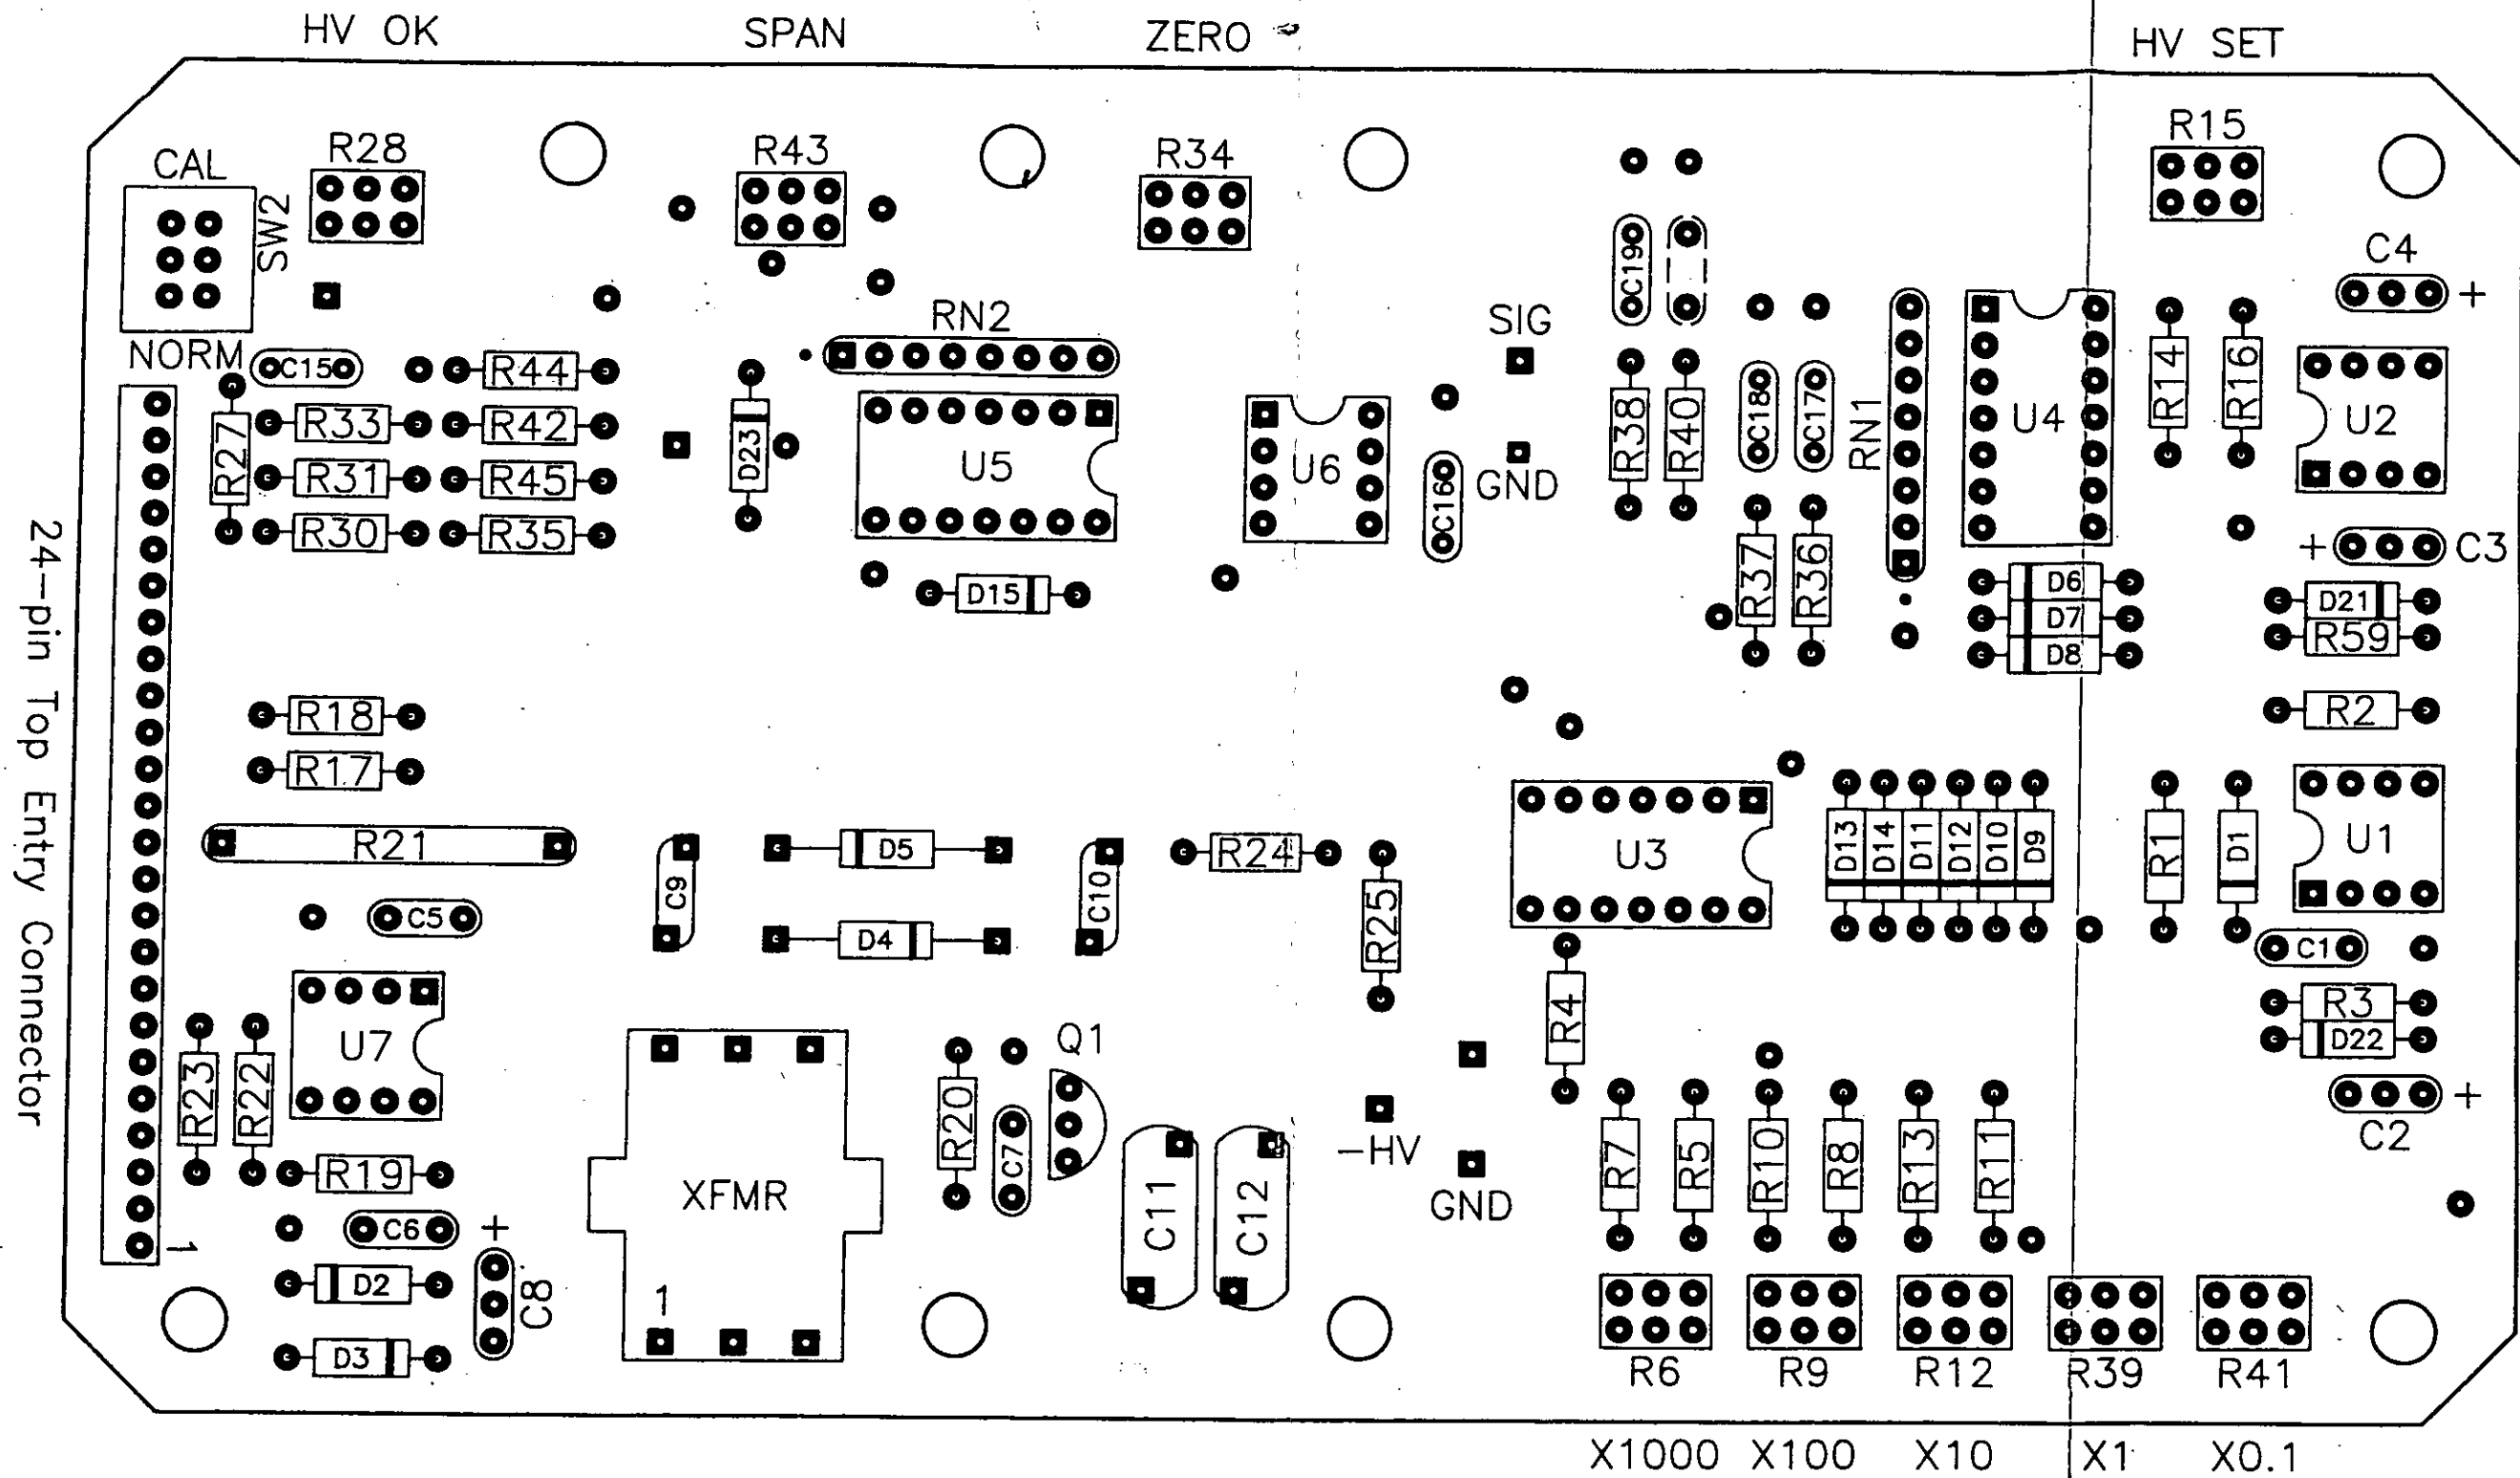 HV OK SPAN ZERO HV SET
CAL R28 R43 R34 R15
SW2
C4 +
C19
NORM C15 R44 RN2 SIG
R27 R33 R42 D23 U5 U6 C16 GND R38 R40 C18 C17 RN1 U4 R14 R16 U2
R31 R45
R30 R35
+ C3
D15 R37 R36 D6 D21
D7 R59
D8
24-pin Top Entry Connector
R18 R2
R17
R21 C9 D5 C10 R24 R25 U3 D13 D14 D11 D12 D10 D9 R1 D1 U1
C5 D4 C1
R4 R3
U7 Q1 D22
R23 R22 R20 C7 + C2
R19 XFMR C11 C12 -HV R7 R5 R10 R8 R13 R11
GND
1 C6 +
D2 C8 1
D3
R6 R9 R12 R39 R41
X1000 X100 X10 X1 X0.1